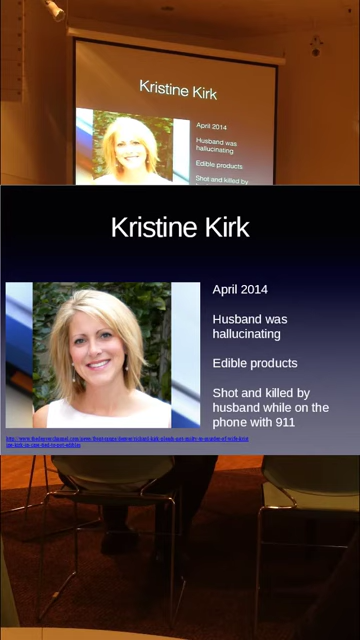 Kristine Kirk
April 2014
Husband was
hallucinating
Edible products
Shot and killed by
Kristine Kirk
April 2014
Husband was
hallucinating
Edible products
Shot and killed by
husband while on the
phone with 911